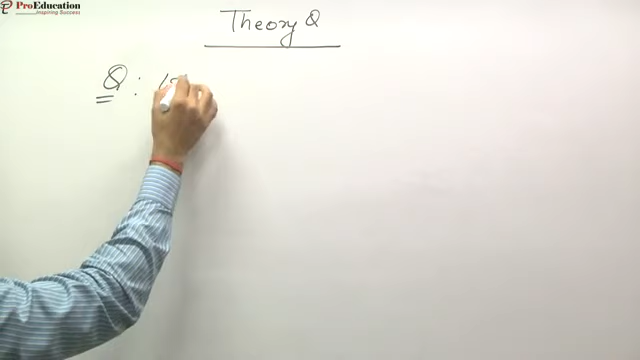 ProEducation
Inspiring Success
Theory Q
Q :